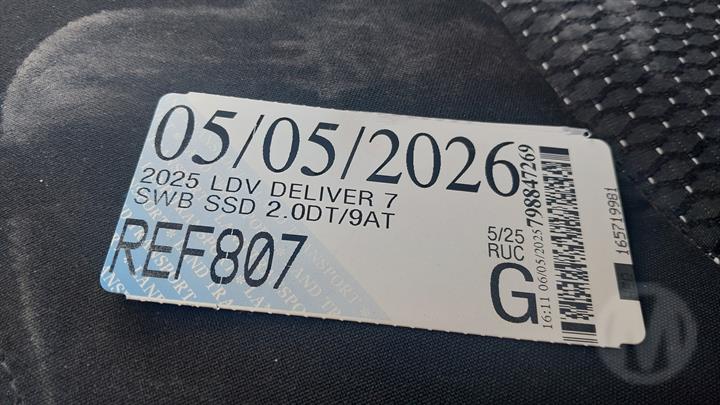 05/05/2026
2025 LDV DELIVER 7
SWB SSD 2.0DT/9AT
REF807
5/25
RUC
G
16:11 06/05/2025
798847269
165719981